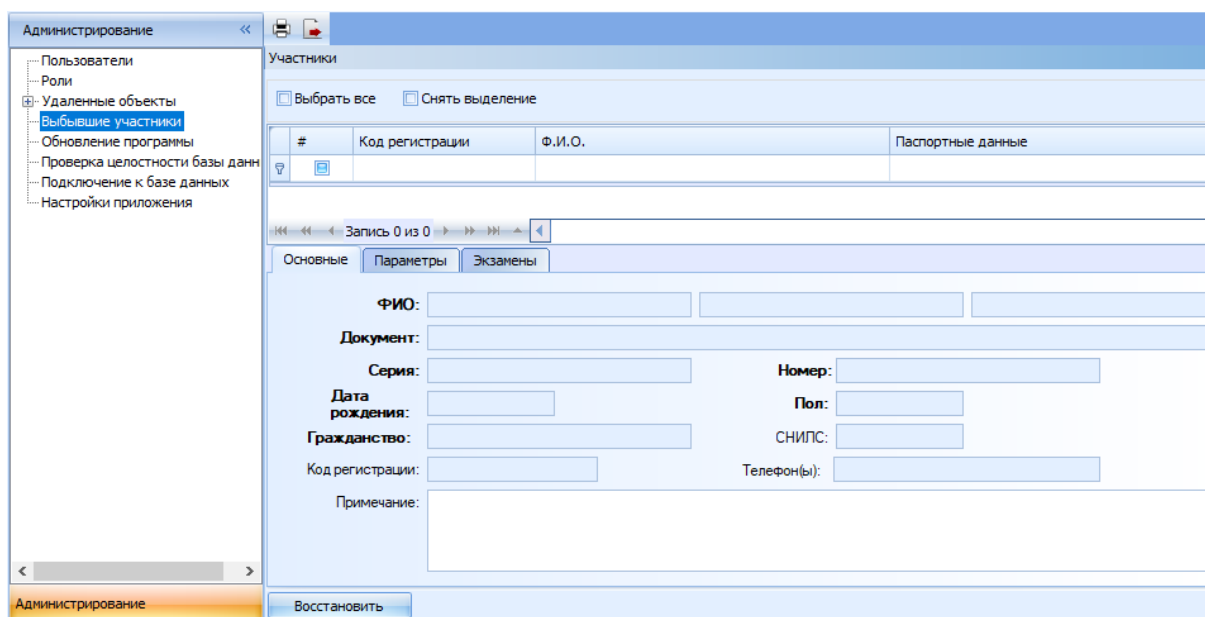 Администрирование
Пользователи
Роли
Удаленные объекты
Выбывшие участники
Обновление программы
Проверка целостности базы данн
Подключение к базе данных
Настройки приложения
Администрирование
Участники
Выбрать все Снять выделение
# Код регистрации Ф.И.О. Паспортные данные
Запись 0 из 0
Основные Параметры Экзамены
ФИО:
Документ:
Серия: Номер:
Дата
рождения: Пол:
Гражданство: СНИЛС:
Код регистрации: Телефон(ы):
Примечание:
Восстановить